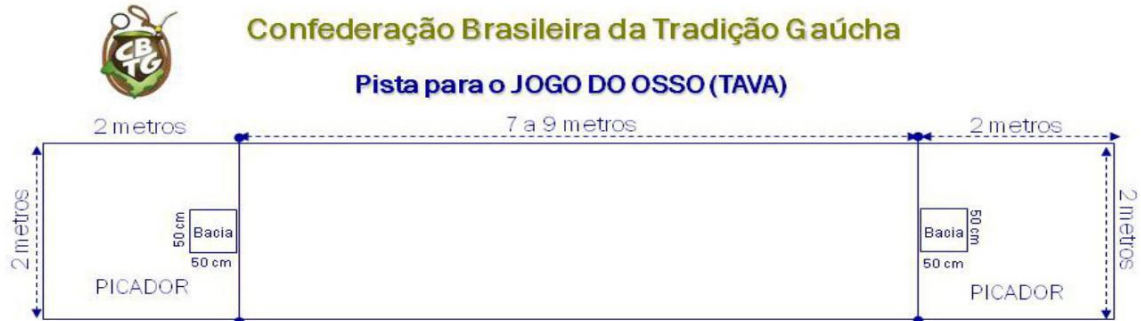 CBTG
Confederação Brasileira da Tradição Gaúcha
Pista para o JOGO DO OSSO (TAVA)
2 metros
7 a 9 metros
2 metros
2 metros
50 cm
Bacia
50 cm
PICADOR
Bacia
50 cm
50 cm
PICADOR
2 metros